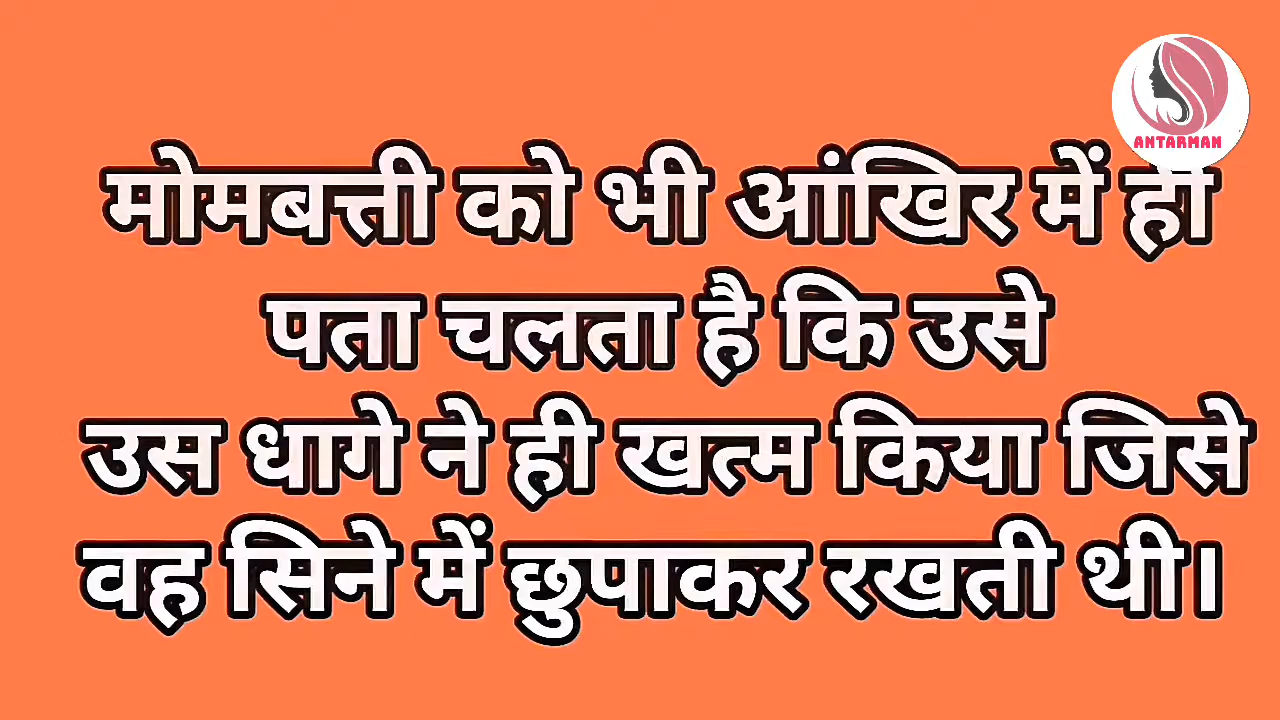 ANTARMAN
मोमबत्ती को भी आंखिर में ही
पता चलता है कि उसे
उस धागे ने ही खत्म किया जिसे
वह सिने में छुपाकर रखती थी।